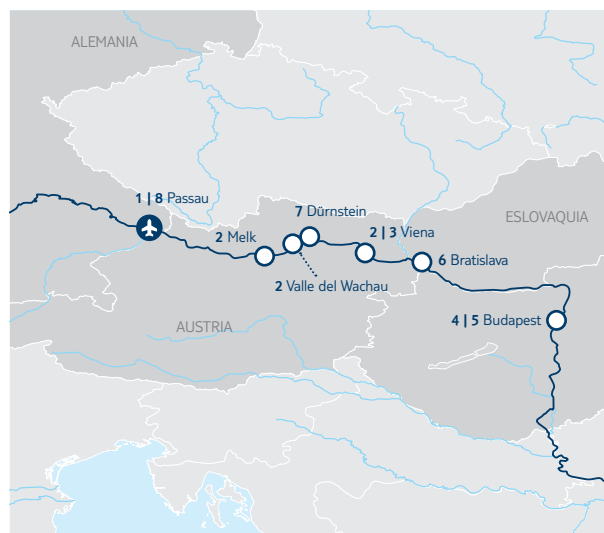 ALEMANIA
1 | 8 Passau
7 Dürnstein
ESLOVAQUIA
2 Melk
2 | 3 Viena
6 Bratislava
2 Valle del Wachau
4 | 5 Budapest
AUSTRIA